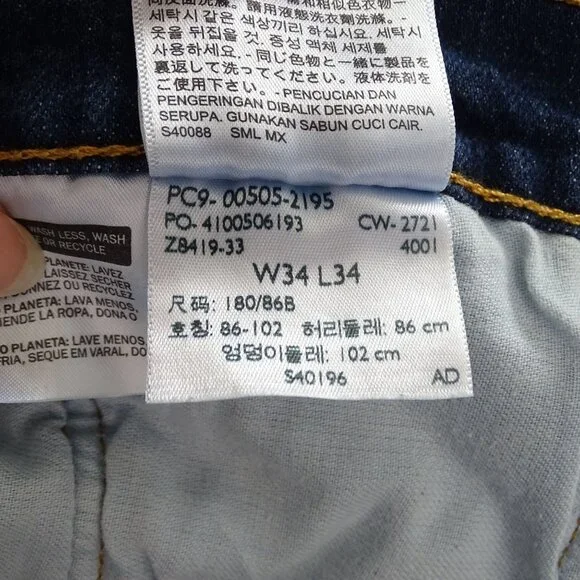 세탁시 같은 색상끼리 하십시요. 세탁시
옷을 뒤집을 것. 중성 액체 세제를
사용하세요. -同じ色物と一緒に製品を
裏返して洗ってください。液体洗剤を
ご使用ください。-PENCUCIAN DAN
PENGERINGAN DIBALIK DENGAN WARNA
SERUPA. GUNAKAN SABUN CUCI CAIR.
S40088 SML MX
PC9- 00505-2195
PO- 4100506193 CW- 2721
Z8419-33 4001
W34 L34
尺码: 180/86B
호칭: 86-102 허리둘레: 86 cm
엉덩이둘레: 102 cm
S40196 AD
WASH LESS, WASH
OR RECYCLE
PLANETE: LAVEZ
LAISSEZ SECHER
DONNEZ OU RECYCLEZ
PLANETA: LAVA MENOS,
LA ROPA, DONA O
PLANETA: LAVE MENOS
FRIA, SEQUE EM VARAL, DO